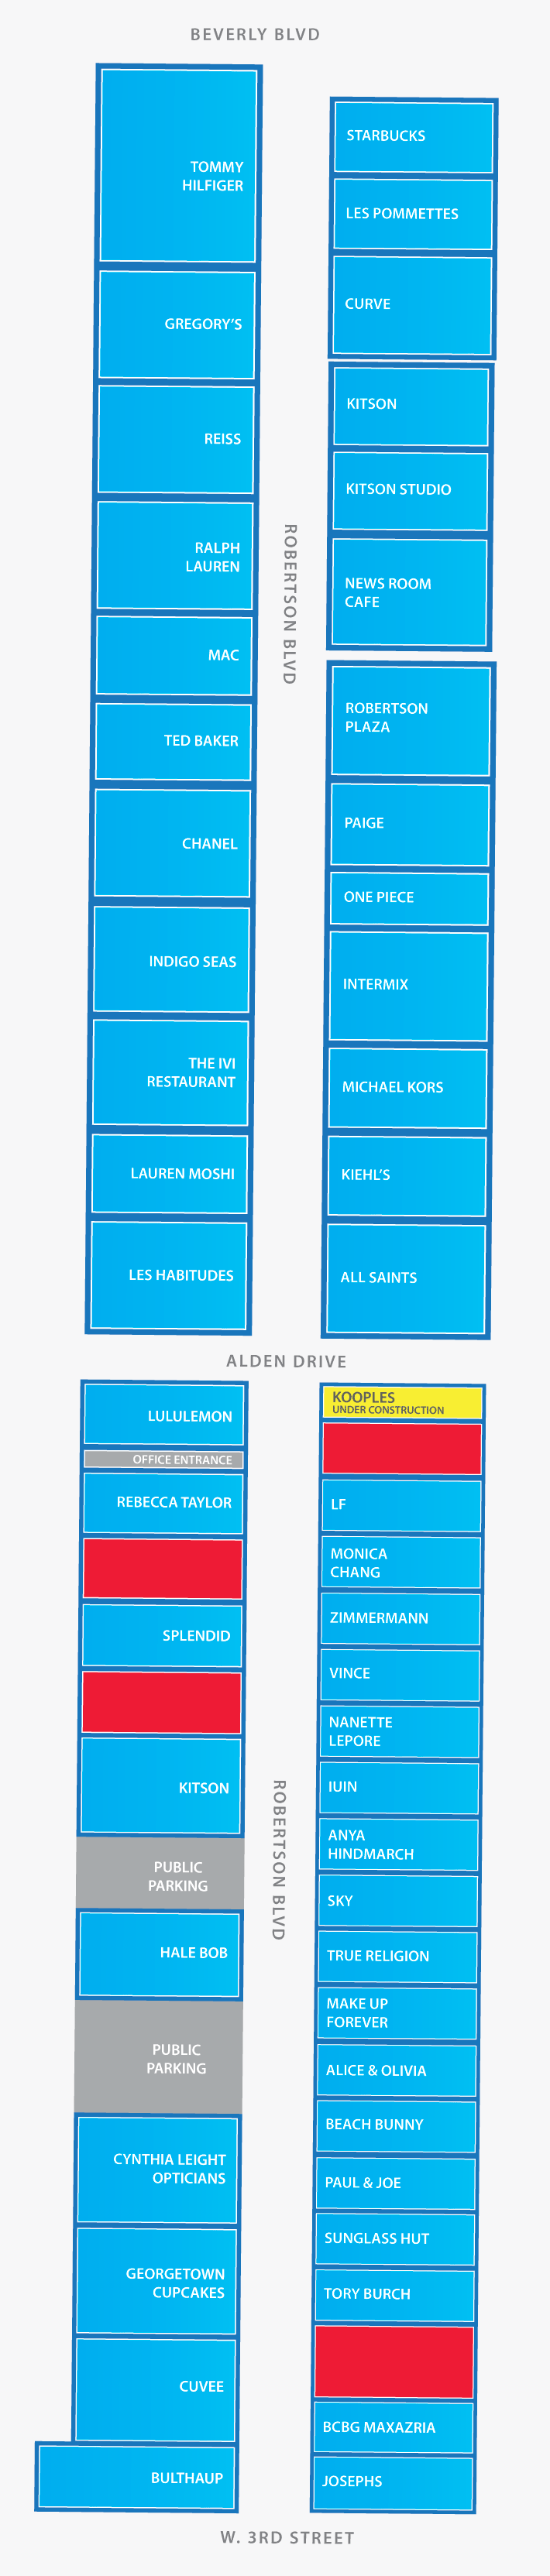 BEVERLY BLVD
TOMMY
HILFIGER
GREGORY'S
REISS
RALPH
LAUREN
MAC
TED BAKER
CHANEL
INDIGO SEAS
THE IVI
RESTAURANT
LAUREN MOSHI
LES HABITUDES
ROBERTSON BLVD
STARBUCKS
LES POMMETTES
CURVE
KITSON
KITSON STUDIO
NEWS ROOM
CAFE
ROBERTSON
PLAZA
PAIGE
ONE PIECE
INTERMIX
MICHAEL KORS
KIEHL'S
ALL SAINTS
ALDEN DRIVE
LULULEMON
OFFICE ENTRANCE
REBECCA TAYLOR
SPLENDID
KITSON
PUBLIC
PARKING
HALE BOB
PUBLIC
PARKING
CYNTHIA LEIGHT
OPTICIANS
GEORGETOWN
CUPCAKES
CUVEE
BULTHAUP
ROBERTSON BLVD
KOOPLES
UNDER CONSTRUCTION
LF
MONICA
CHANG
ZIMMERMANN
VINCE
NANETTE
LEPORE
IUIN
ANYA
HINDMARCH
SKY
TRUE RELIGION
MAKE UP
FOREVER
ALICE & OLIVIA
BEACH BUNNY
PAUL & JOE
SUNGLASS HUT
TORY BURCH
BCBG MAXAZRIA
JOSEPHS
W. 3RD STREET